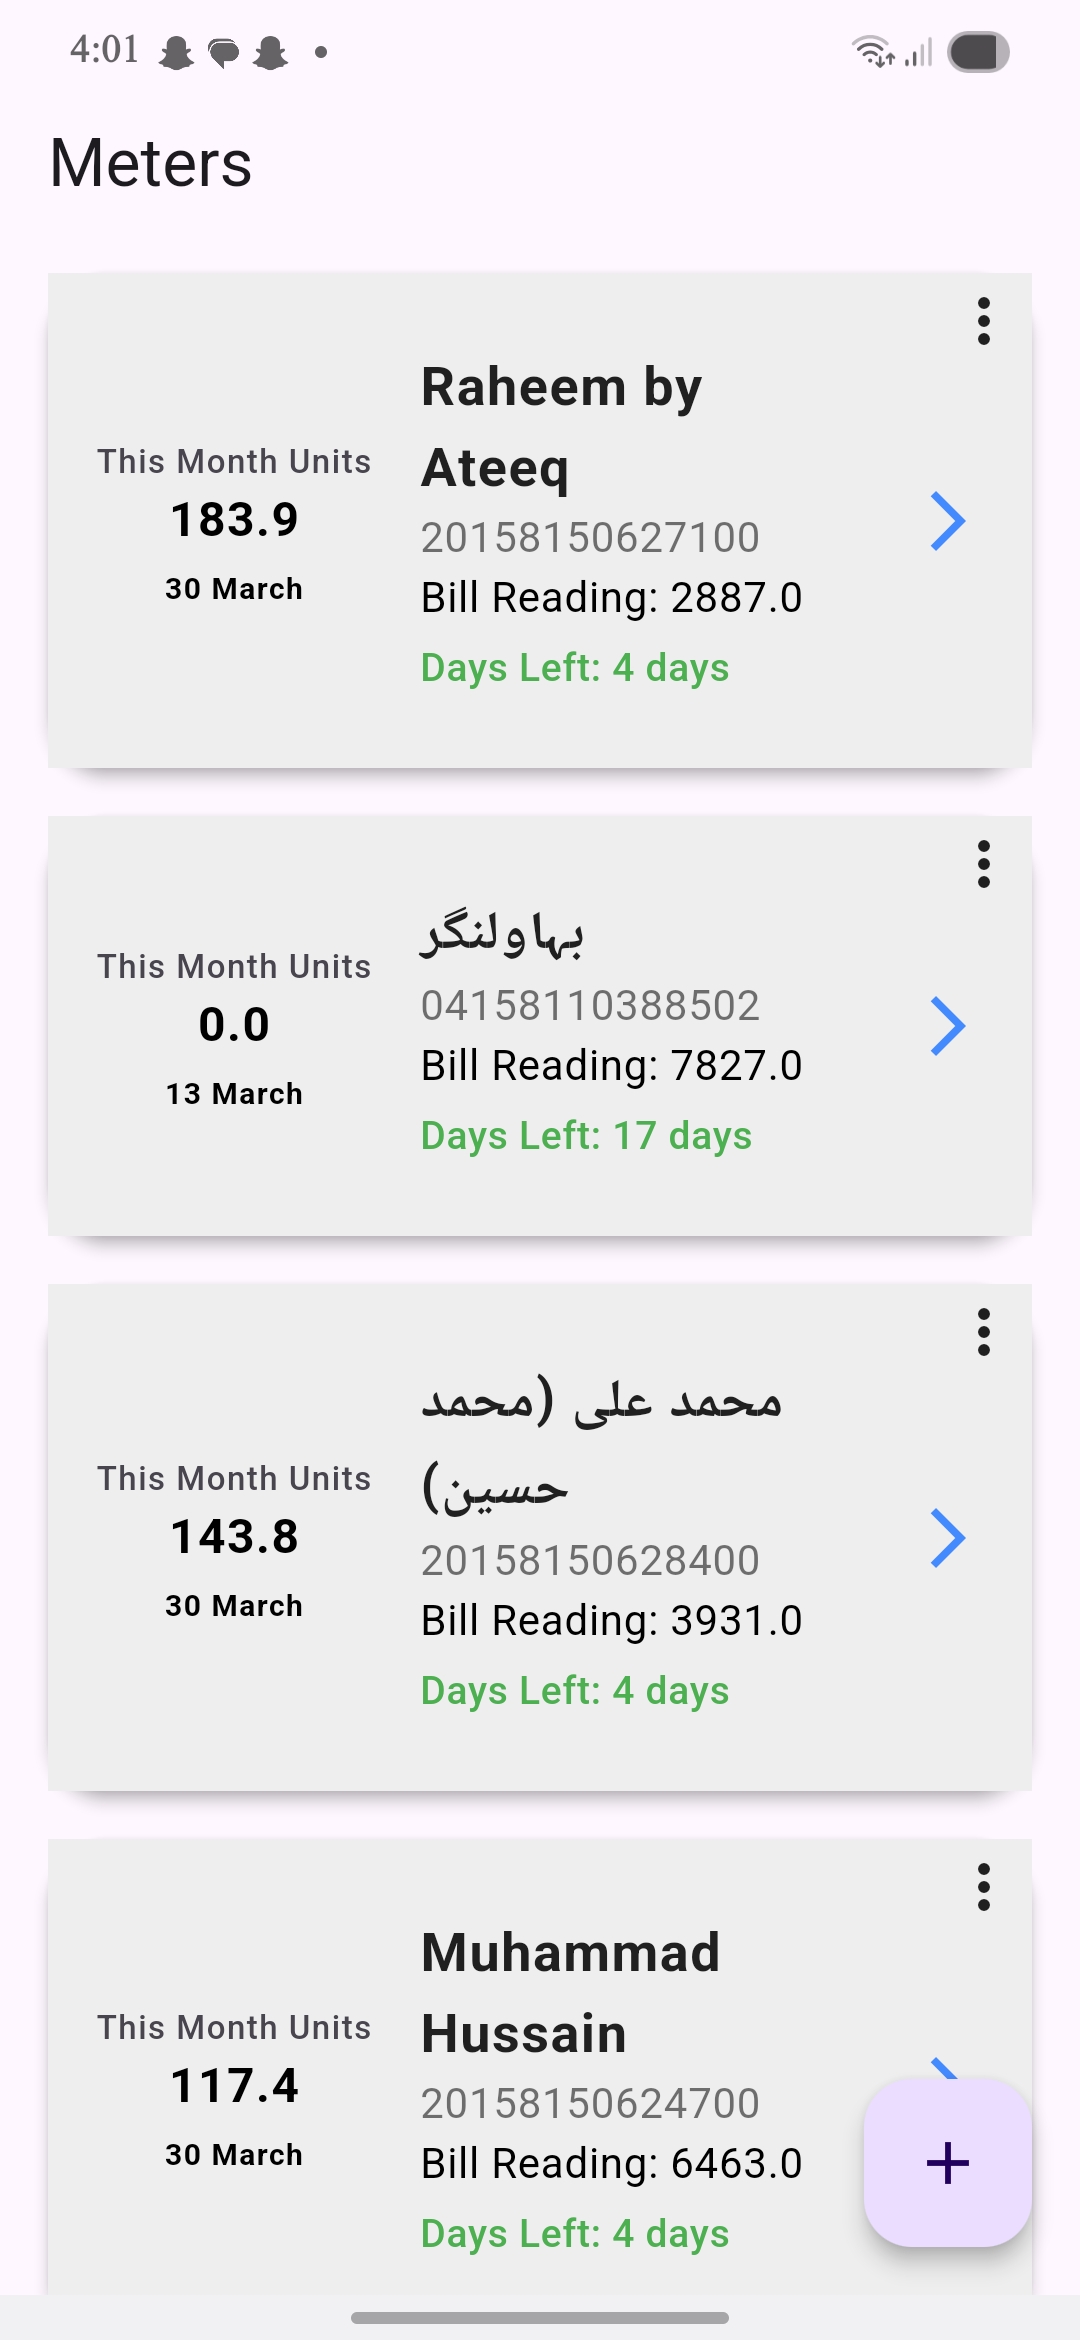 4:01
Meters
Raheem by
Ateeq
This Month Units
183.9
30 March
20158150627100
Bill Reading: 2887.0
Days Left: 4 days
بہاولنگر
This Month Units
0.0
13 March
04158110388502
Bill Reading: 7827.0
Days Left: 17 days
محمد علی (محمد
حسین)
This Month Units
143.8
30 March
20158150628400
Bill Reading: 3931.0
Days Left: 4 days
Muhammad
Hussain
This Month Units
117.4
30 March
20158150624700
Bill Reading: 6463.0
Days Left: 4 days